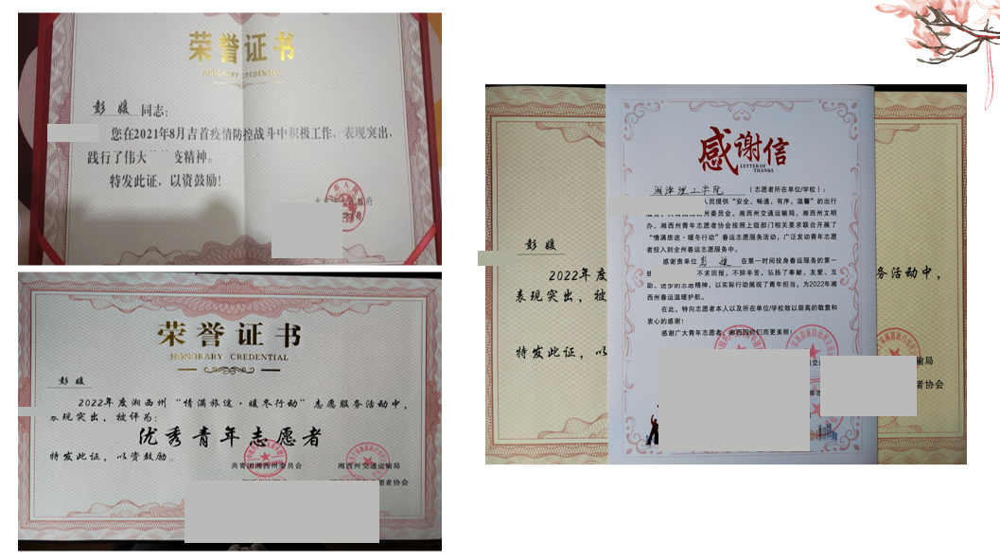 荣誉证书
HONORARY CREDENTIAL
彭媛 同志:
您在2021年8月吉首疫情防控战斗中积极工作,表现突出,
践行了伟大 疫精神。
特发此证,以资鼓励!
荣誉证书
HONORARY CREDENTIAL
彭媛
2022年度湘西州“情满旅途·暖冬行动”志愿服务活动中,
表现突出,被评为:
优秀青年志愿者
特发此证,以资鼓励。
共青团湘西州委员会 湘西州交通运输局
愿者协会
彭媛
2022年度
表现突出,被
特发此证,以
务活动中,
输局
者协会
感谢信
LETTER OF
THANKS
湘潭理工学院 (志愿者所在单位/学校):
人员提供“安全、畅通、有序、温馨”的出行
州委员会、湘西州交通运输局、湘西州文明
办、湘西州青年志愿者协会按照上级部门相关要求联合开展了
“情满旅途·暖冬行动”春运志愿服务活动,广泛发动青年志愿
者投入到全州春运志愿服务中。
感谢贵单位 彭媛 在第一时间投身春运服务的第一
不求回报,不辞辛苦,弘扬了奉献、友爱、互
助、进步的志愿精神,以实际行动展现了青年担当,为2022年湘
西州春运温暖护航。
在此,特向志愿者本人以及所在单位/学校致以崇高的敬意和
衷心的感谢!
感谢广大青年志愿者,湘西因你们而更美丽!